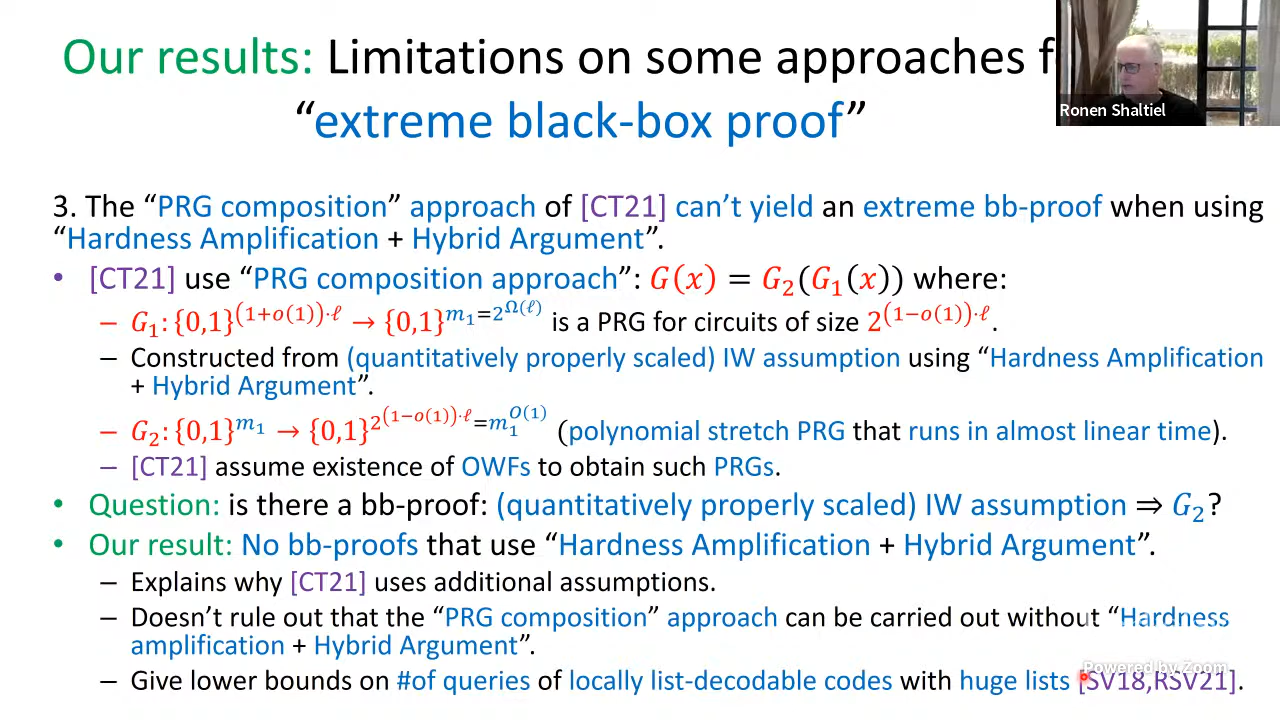 Our results: Limitations on some approaches
“extreme black-box proof”
Ronen Shaltiel
3. The “PRG composition” approach of [CT21] can’t yield an extreme bb-proof when using
“Hardness Amplification + Hybrid Argument”.
• [CT21] use “PRG composition approach”: G(x) = G₂(G₁(x)) where:
– G₁: {0,1}^{(1+o(1))·ℓ} → {0,1}^{m₁=2^{Ω(ℓ)}} is a PRG for circuits of size 2^{(1−o(1))·ℓ}.
– Constructed from (quantitatively properly scaled) IW assumption using “Hardness Amplification
+ Hybrid Argument”.
– G₂: {0,1}^{m₁} → {0,1}^{2^{(1−o(1))·ℓ}=m₁^{O(1)}} (polynomial stretch PRG that runs in almost linear time).
– [CT21] assume existence of OWFs to obtain such PRGs.
• Question: is there a bb-proof: (quantitatively properly scaled) IW assumption ⇒ G₂?
• Our result: No bb-proofs that use “Hardness Amplification + Hybrid Argument”.
– Explains why [CT21] uses additional assumptions.
– Doesn’t rule out that the “PRG composition” approach can be carried out without “Hardness
amplification + Hybrid Argument”.
– Give lower bounds on #of queries of locally list-decodable codes with huge lists [SV18,RSV21].
Powered by Zoom